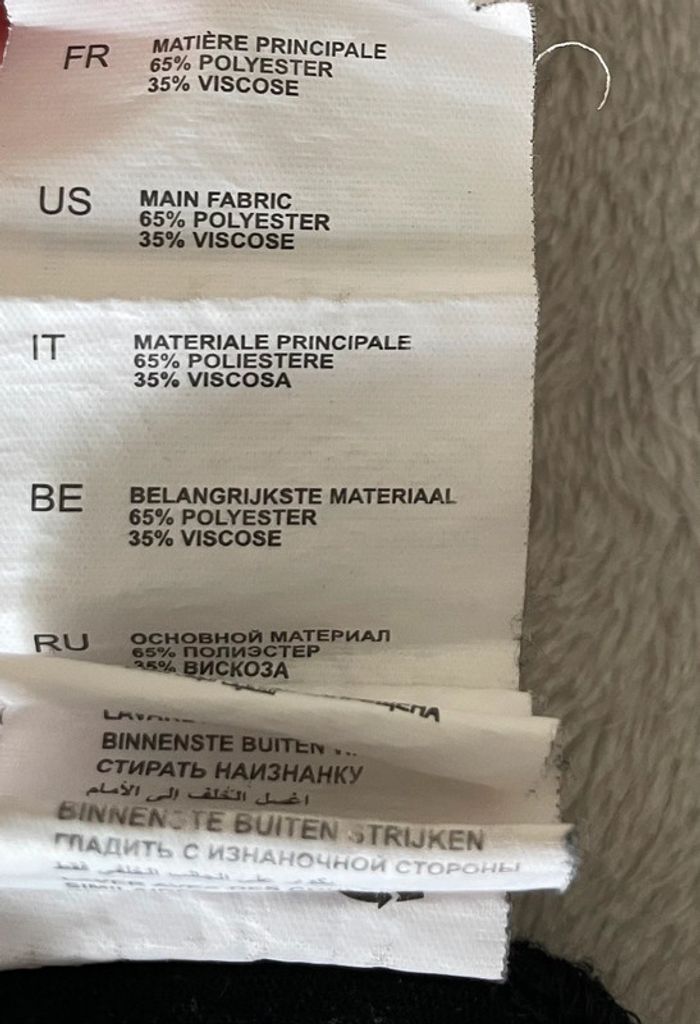 FR
MATIÈRE PRINCIPALE
65% POLYESTER
35% VISCOSE
US
MAIN FABRIC
65% POLYESTER
35% VISCOSE
IT
MATERIALE PRINCIPALE
65% POLIESTERE
35% VISCOSA
BE
BELANGRIJKSTE MATERIAAL
65% POLYESTER
35% VISCOSE
RU
ОСНОВНОЙ МАТЕРИАЛ
65% ПОЛИЭСТЕР
35% ВИСКОЗА
BINNENSTE BUITEN
СТИРАТЬ НАИЗНАНКУ
اغسل الخلف إلى الأمام
BINNENSTE BUITEN STRIJKEN
ГЛАДИТЬ С ИЗНАНОЧНОЙ СТОРОНЫ